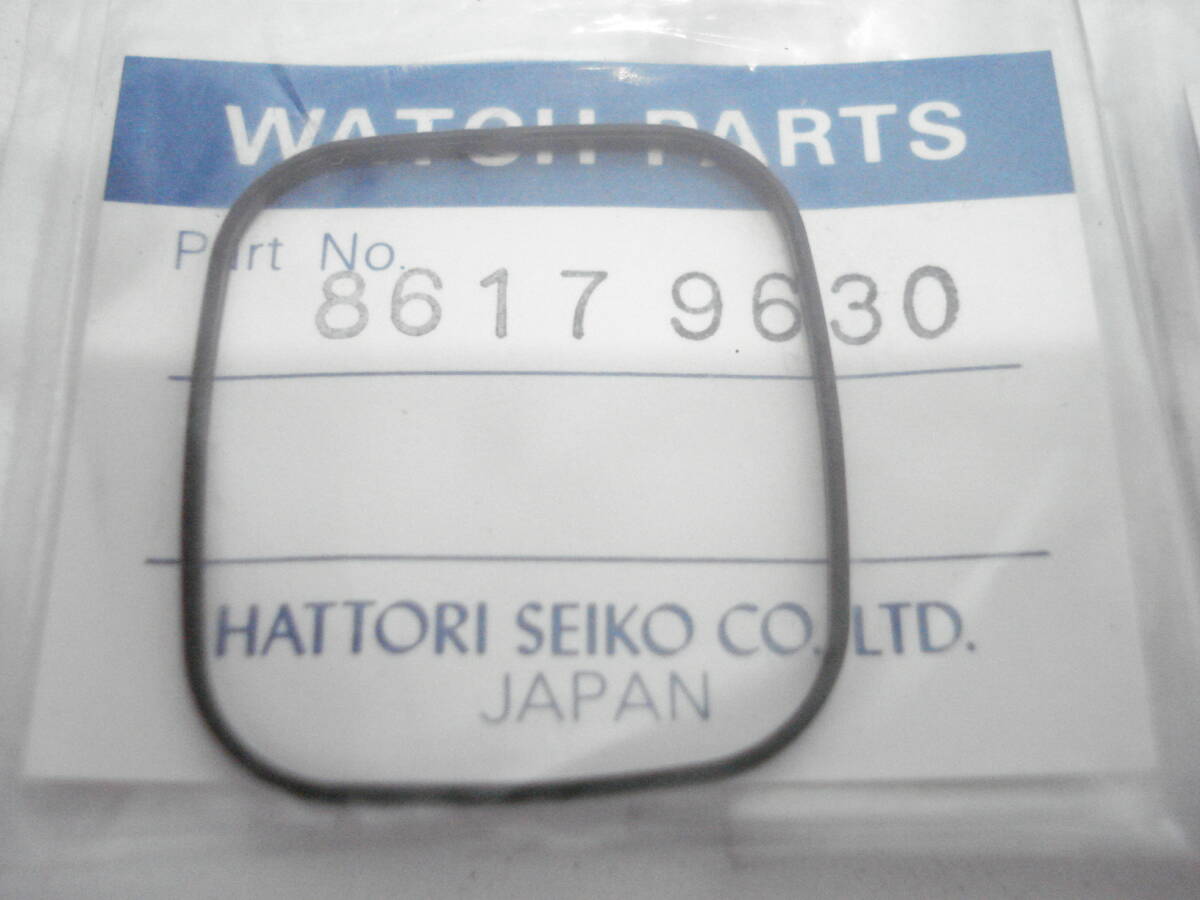 WATCH PARTS
Part No.
8617 9630
HATTORI SEIKO CO., LTD.
JAPAN